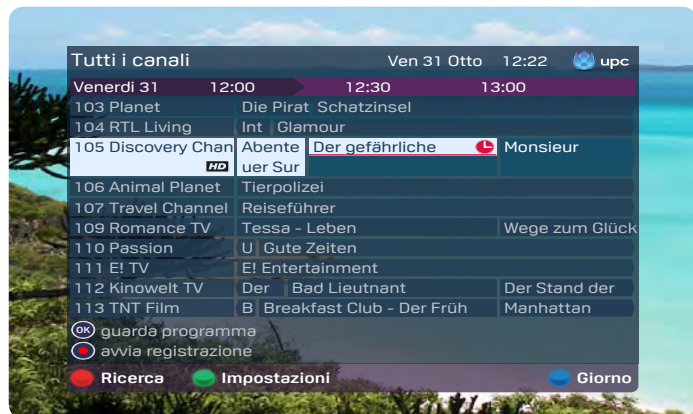 Tutti i canali Ven 31 Otto 12:22 upc
Venerdi 31 12:00 12:30 13:00
103 Planet Die Pirat Schatzinsel
104 RTL Living Int Glamour
105 Discovery Chan Abente Der gefährliche Monsieur
HD uer Sur
106 Animal Planet Tierpolizei
107 Travel Channel Reiseführer
109 Romance TV Tessa - Leben Wege zum Glück
110 Passion U Gute Zeiten
111 E! TV E! Entertainment
112 Kinowelt TV Der Bad Lieutnant Der Stand der
113 TNT Film B Breakfast Club - Der Früh Manhattan
OK guarda programma
avvia registrazione
Ricerca Impostazioni Giorno